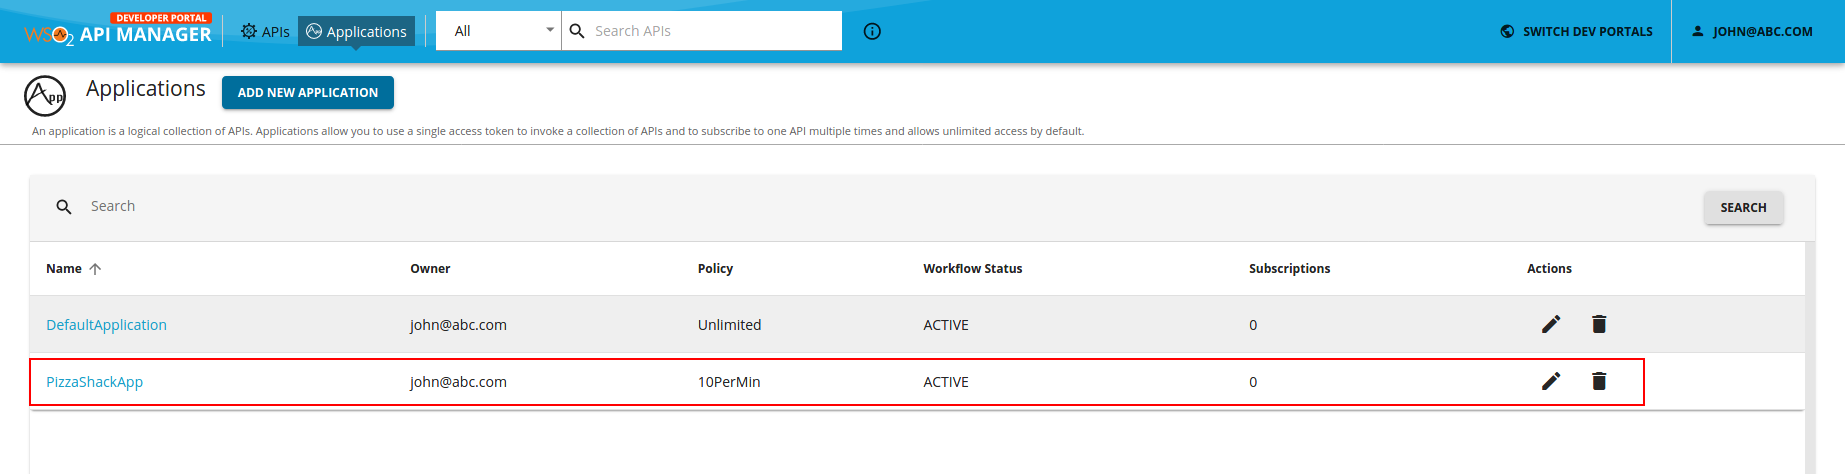 DEVELOPER PORTAL
WSO2 API MANAGER
APIs
Applications
All
Search APIs
SWITCH DEV PORTALS
JOHN@ABC.COM
App
Applications
ADD NEW APPLICATION
An application is a logical collection of APIs. Applications allow you to use a single access token to invoke a collection of APIs and to subscribe to one API multiple times and allows unlimited access by default.
Search
SEARCH
Name Owner Policy Workflow Status Subscriptions Actions
DefaultApplication john@abc.com Unlimited ACTIVE 0
PizzaShackApp john@abc.com 10PerMin ACTIVE 0